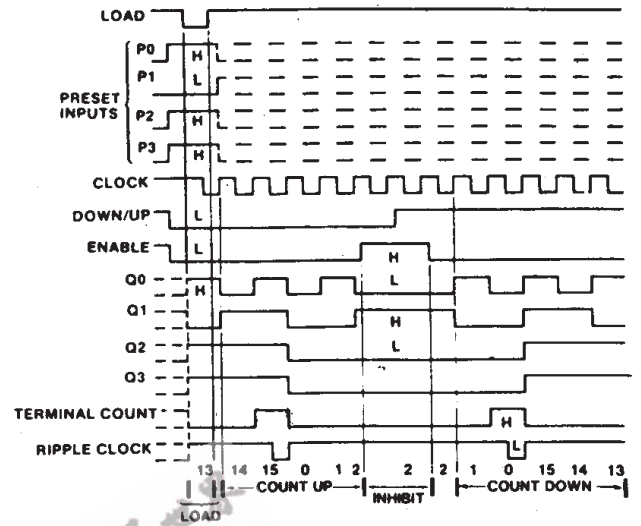 LOAD
P0 H
P1 L
PRESET
INPUTS
P2 H
P3 H
CLOCK
DOWN/UP L
ENABLE L H
Q0 H L
Q1 H
Q2 L
Q3
TERMINAL COUNT H
RIPPLE CLOCK L
13 14 15 0 1 2 2 2 1 0 15 14 13
COUNT UP INHIBIT COUNT DOWN
LOAD